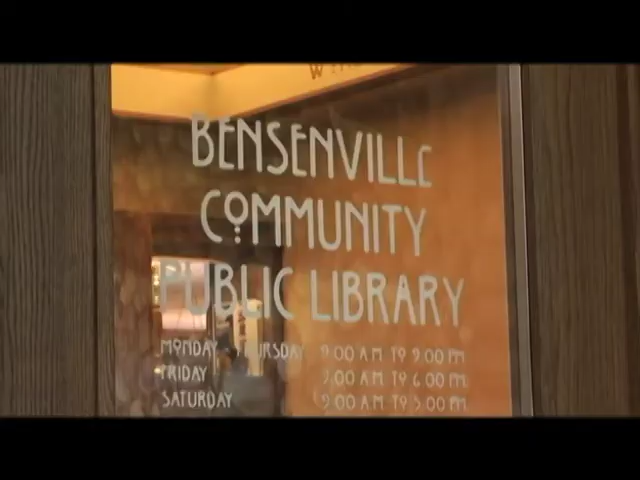 BENSENVILLE
COMMUNITY
PUBLIC LIBRARY
MONDAY THURSDAY 9:00 AM TO 9:00 PM
FRIDAY 9:00 AM TO 6:00 PM
SATURDAY 9:00 AM TO 5:00 PM